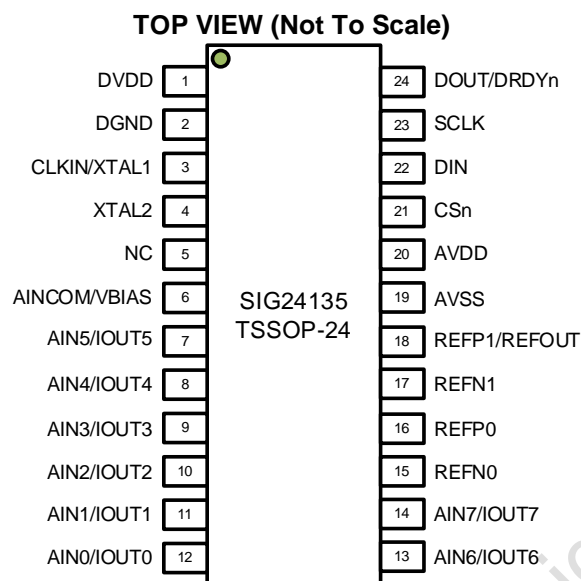 TOP VIEW (Not To Scale)
DVDD 1
DGND 2
CLKIN/XTAL1 3
XTAL2 4
NC 5
AINCOM/VBIAS 6
AIN5/IOUT5 7
AIN4/IOUT4 8
AIN3/IOUT3 9
AIN2/IOUT2 10
AIN1/IOUT1 11
AIN0/IOUT0 12
SIG24135
TSSOP-24
24 DOUT/DRDYn
23 SCLK
22 DIN
21 CSn
20 AVDD
19 AVSS
18 REFP1/REFOUT
17 REFN1
16 REFP0
15 REFN0
14 AIN7/IOUT7
13 AIN6/IOUT6